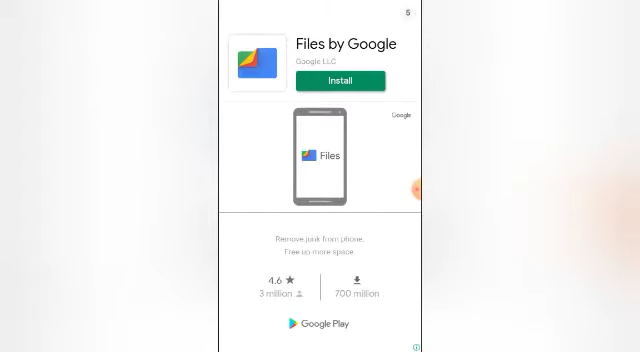 5
Files by Google
Google LLC
Install
Google
Files
Remove junk from phone.
Free up more space
4.6
3 million
700 million
Google Play